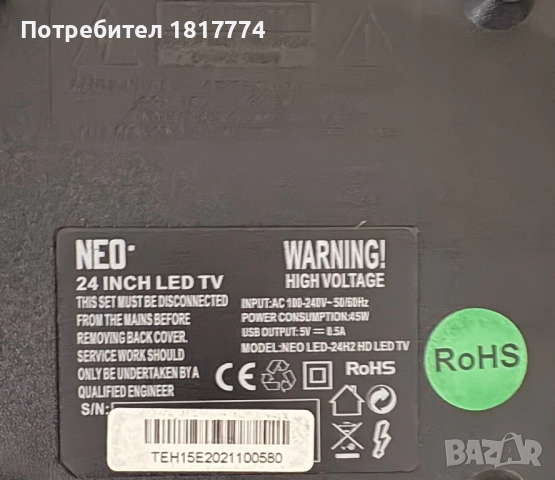 Потребител 1817774
NEO
24 INCH LED TV
THIS SET MUST BE DISCONNECTED
FROM THE MAINS BEFORE
REMOVING BACK COVER.
SERVICE WORK SHOULD
ONLY BE UNDERTAKEN BY A
QUALIFIED ENGINEER
S/N:
TEH15E2021100580
WARNING!
HIGH VOLTAGE
INPUT:AC 100-240V~ 50/60Hz
POWER CONSUMPTION:45W
USB OUTPUT: 5V ⎓ 0.5A
MODEL:NEO LED-24H2 HD LED TV
CE
RoHS
RoHS
BAZAR